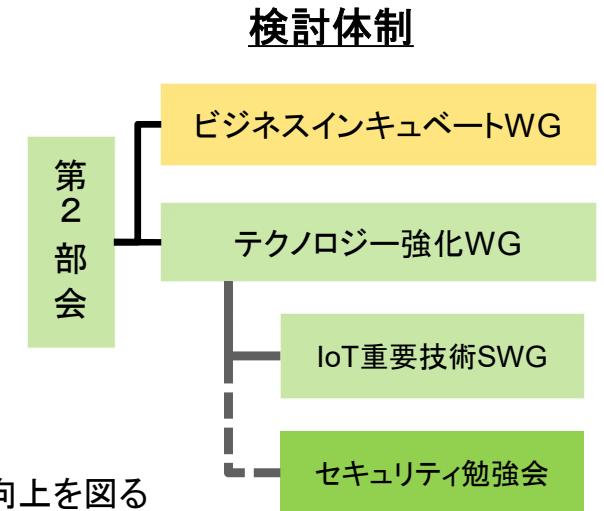 検討体制
ビジネスインキュベートWG
第2部会
テクノロジー強化WG
IoT重要技術SWG
セキュリティ勉強会
向上を図る